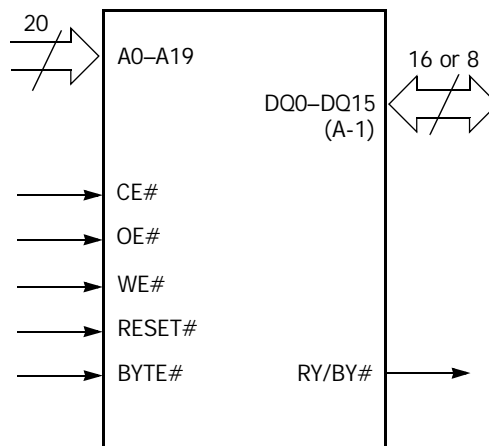 20
A0–A19
16 or 8
DQ0–DQ15
(A-1)
CE#
OE#
WE#
RESET#
BYTE#
RY/BY#